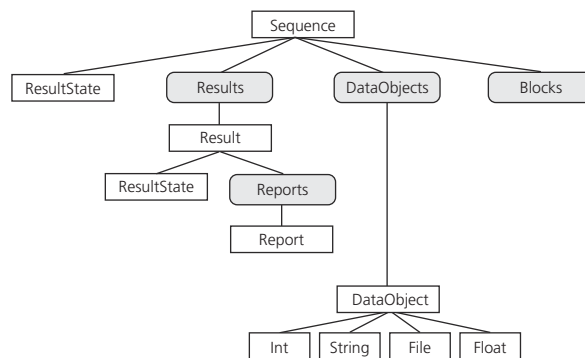 Sequence
ResultState
Results
DataObjects
Blocks
Result
ResultState
Reports
Report
DataObject
Int
String
File
Float